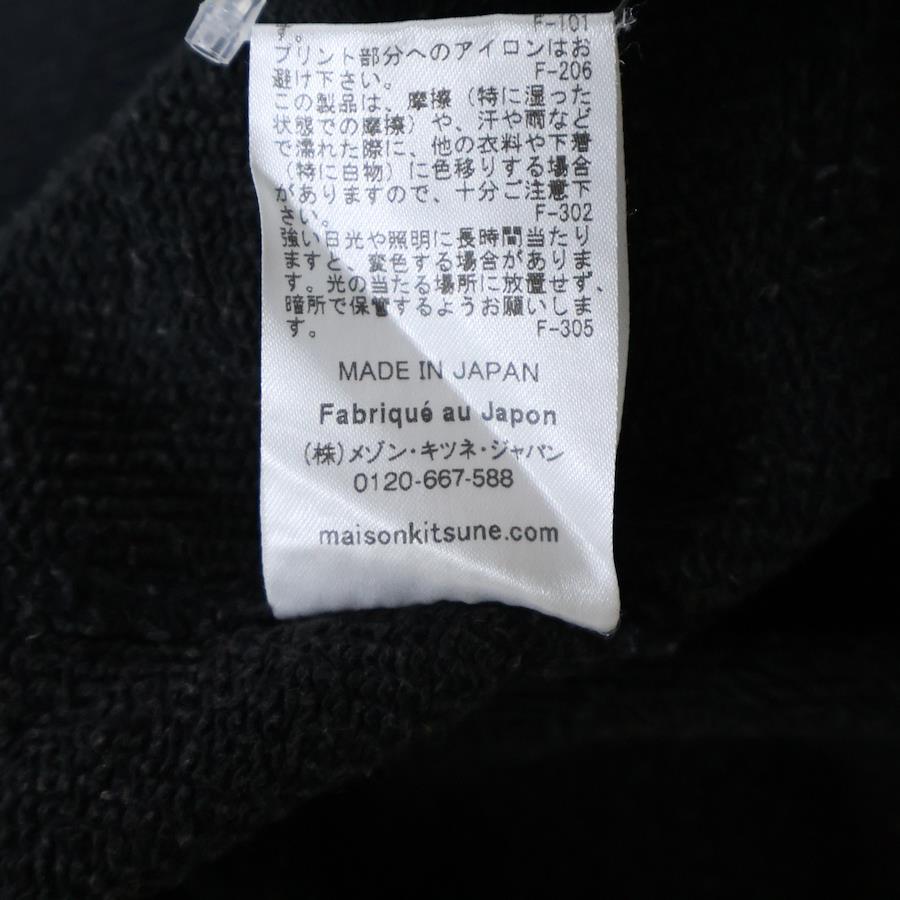 す。 F-101
プリント部分へのアイロンはお
避け下さい。 F-206
この製品は、摩擦（特に湿った
状態での摩擦）や、汗や雨など
で濡れた際に、他の衣料や下着
（特に白物）に色移りする場合
がありますので、十分ご注意下
さい。 F-302
強い日光や照明に長時間当たり
ますと、変色する場合がありま
す。光の当たる場所に放置せず、
暗所で保管するようお願いしま
す。 F-305
MADE IN JAPAN
Fabriqué au Japon
(株)メゾン・キツネ・ジャパン
0120-667-588
maisonkitsune.com